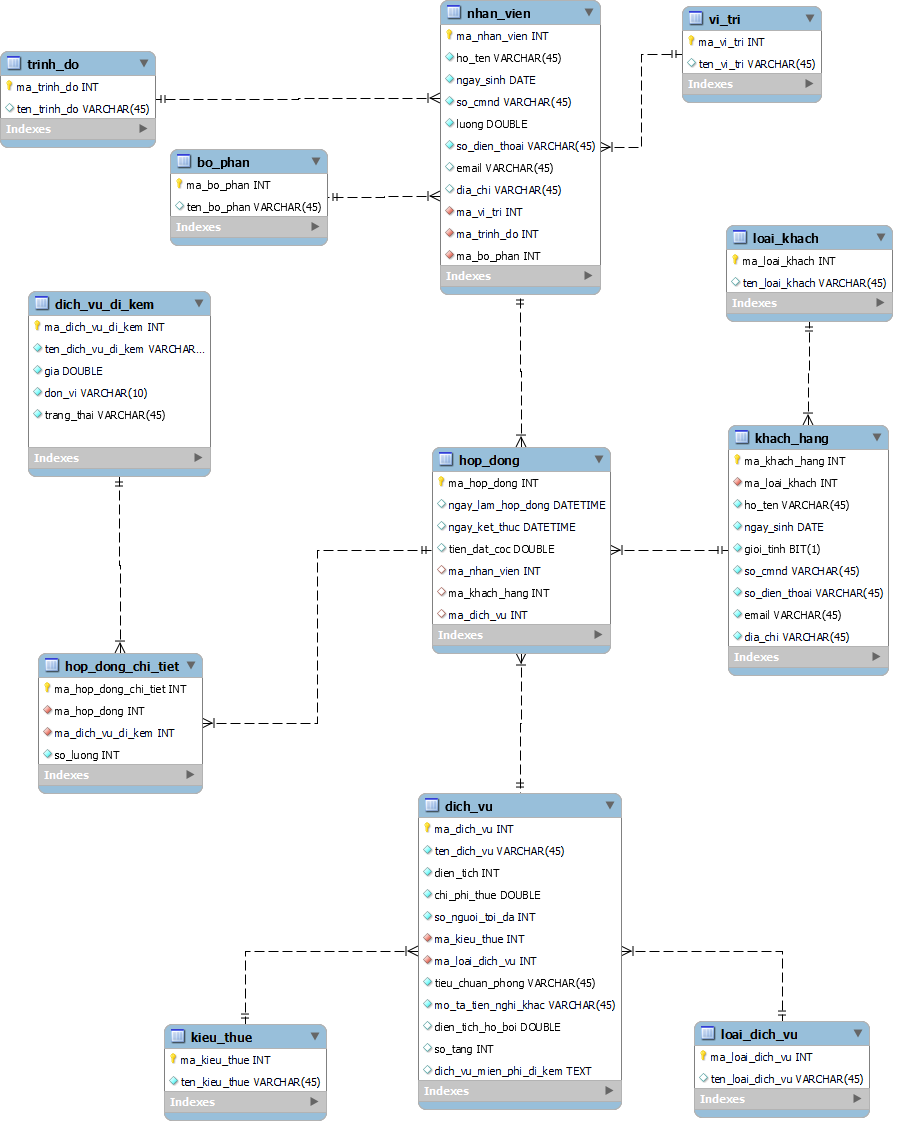 nhan_vien
ma_nhan_vien INT
ho_ten VARCHAR(45)
ngay_sinh DATE
so_cmnd VARCHAR(45)
luong DOUBLE
so_dien_thoai VARCHAR(45)
email VARCHAR(45)
dia_chi VARCHAR(45)
ma_vi_tri INT
ma_trinh_do INT
ma_bo_phan INT
Indexes
vi_tri
ma_vi_tri INT
ten_vi_tri VARCHAR(45)
Indexes
trinh_do
ma_trinh_do INT
ten_trinh_do VARCHAR(45)
Indexes
bo_phan
ma_bo_phan INT
ten_bo_phan VARCHAR(45)
Indexes
loai_khach
ma_loai_khach INT
ten_loai_khach VARCHAR(45)
Indexes
dich_vu_di_kem
ma_dich_vu_di_kem INT
ten_dich_vu_di_kem VARCHAR...
gia DOUBLE
don_vi VARCHAR(10)
trang_thai VARCHAR(45)
Indexes
khach_hang
ma_khach_hang INT
ma_loai_khach INT
ho_ten VARCHAR(45)
ngay_sinh DATE
gioi_tinh BIT(1)
so_cmnd VARCHAR(45)
so_dien_thoai VARCHAR(45)
email VARCHAR(45)
dia_chi VARCHAR(45)
Indexes
hop_dong
ma_hop_dong INT
ngay_lam_hop_dong DATETIME
ngay_ket_thuc DATETIME
tien_dat_coc DOUBLE
ma_nhan_vien INT
ma_khach_hang INT
ma_dich_vu INT
Indexes
hop_dong_chi_tiet
ma_hop_dong_chi_tiet INT
ma_hop_dong INT
ma_dich_vu_di_kem INT
so_luong INT
Indexes
dich_vu
ma_dich_vu INT
ten_dich_vu VARCHAR(45)
dien_tich INT
chi_phi_thue DOUBLE
so_nguoi_toi_da INT
ma_kieu_thue INT
ma_loai_dich_vu INT
tieu_chuan_phong VARCHAR(45)
mo_ta_tien_nghi_khac VARCHAR(45)
dien_tich_ho_boi DOUBLE
so_tang INT
dich_vu_mien_phi_di_kem TEXT
Indexes
kieu_thue
ma_kieu_thue INT
ten_kieu_thue VARCHAR(45)
Indexes
loai_dich_vu
ma_loai_dich_vu INT
ten_loai_dich_vu VARCHAR(45)
Indexes